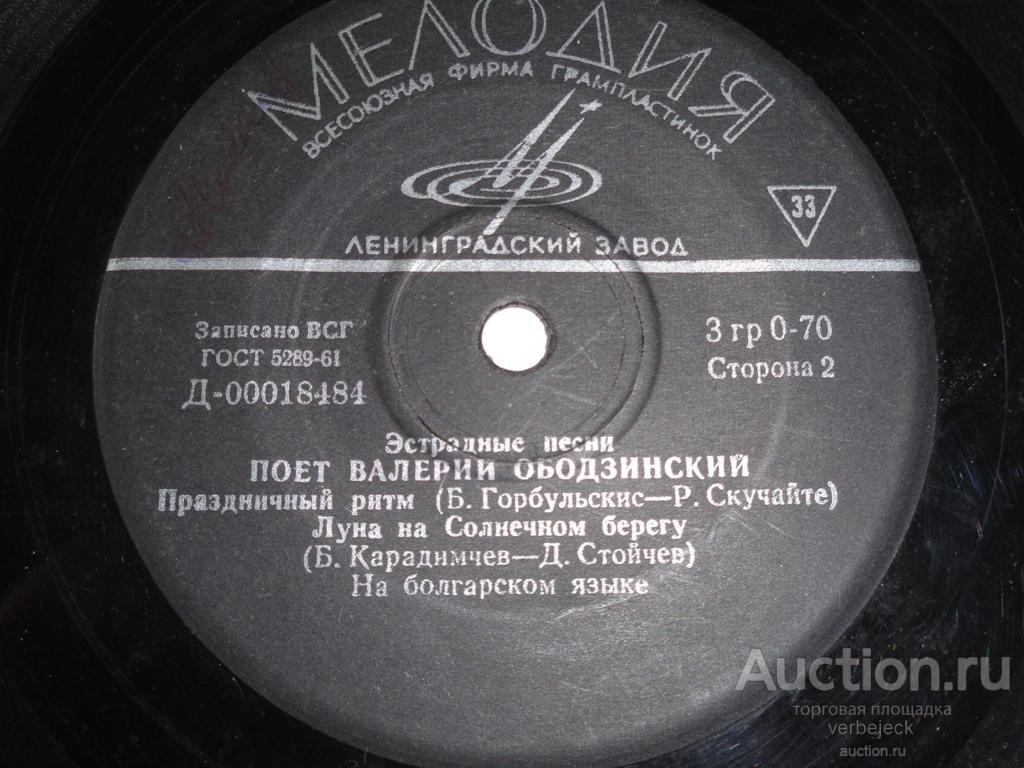 МЕЛОДИЯ
ВСЕСОЮЗНАЯ ФИРМА ГРАМПЛАСТИНОК
33
ЛЕНИНГРАДСКИЙ ЗАВОД
Записано ВСГ
ГОСТ 5289-61
Д-00018484
3 гр 0-70
Сторона 2
Эстрадные песни
ПОЕТ ВАЛЕРИИ ОБОДЗИНСКИЙ
Праздничный ритм (Б. Горбульскис—Р. Скучайте)
Луна на Солнечном берегу
(Б. Карадимчев—Д. Стойчев)
На болгарском языке
Auction.ru
торговая площадка
verbejeck
auction.ru